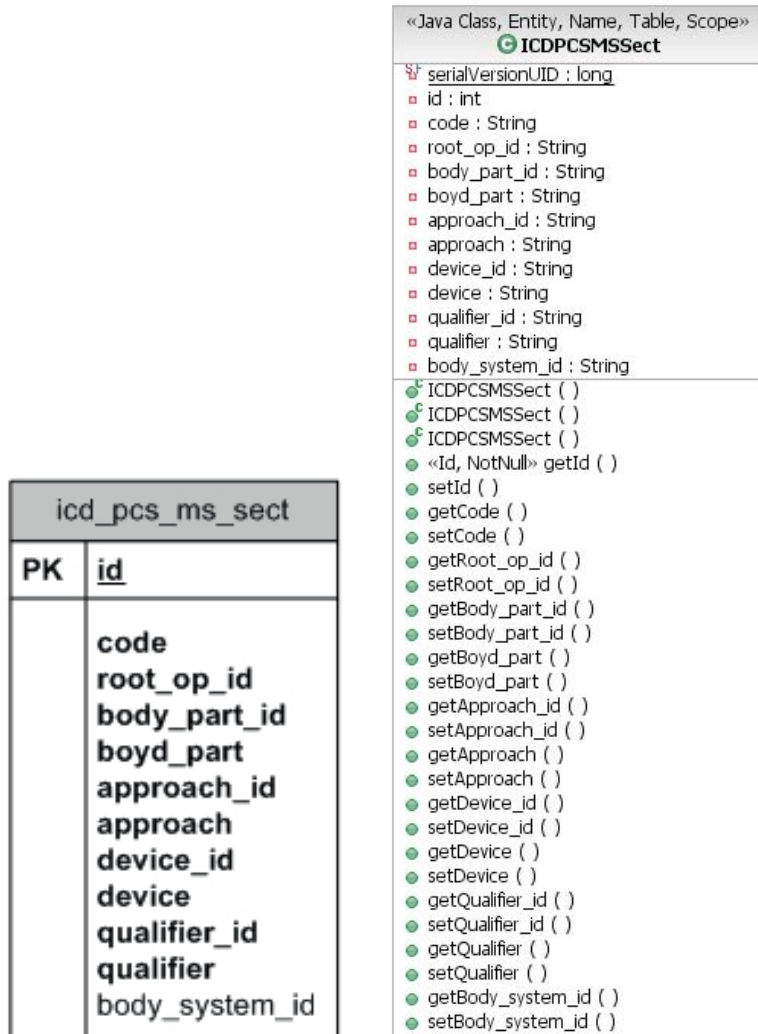 icd_pcs_ms_sect
PK id
code
root_op_id
body_part_id
boyd_part
approach_id
approach
device_id
device
qualifier_id
qualifier
body_system_id
«Java Class, Entity, Name, Table, Scope»
ICDPCSMSSect
serialVersionUID : long
id : int
code : String
root_op_id : String
body_part_id : String
boyd_part : String
approach_id : String
approach : String
device_id : String
device : String
qualifier_id : String
qualifier : String
body_system_id : String
ICDPCSMSSect ( )
ICDPCSMSSect ( )
ICDPCSMSSect ( )
«Id, NotNull» getId ( )
setId ( )
getCode ( )
setCode ( )
getRoot_op_id ( )
setRoot_op_id ( )
getBody_part_id ( )
setBody_part_id ( )
getBoyd_part ( )
setBoyd_part ( )
getApproach_id ( )
setApproach_id ( )
getApproach ( )
setApproach ( )
getDevice_id ( )
setDevice_id ( )
getDevice ( )
setDevice ( )
getQualifier_id ( )
setQualifier_id ( )
getQualifier ( )
setQualifier ( )
getBody_system_id ( )
setBody_system_id ( )